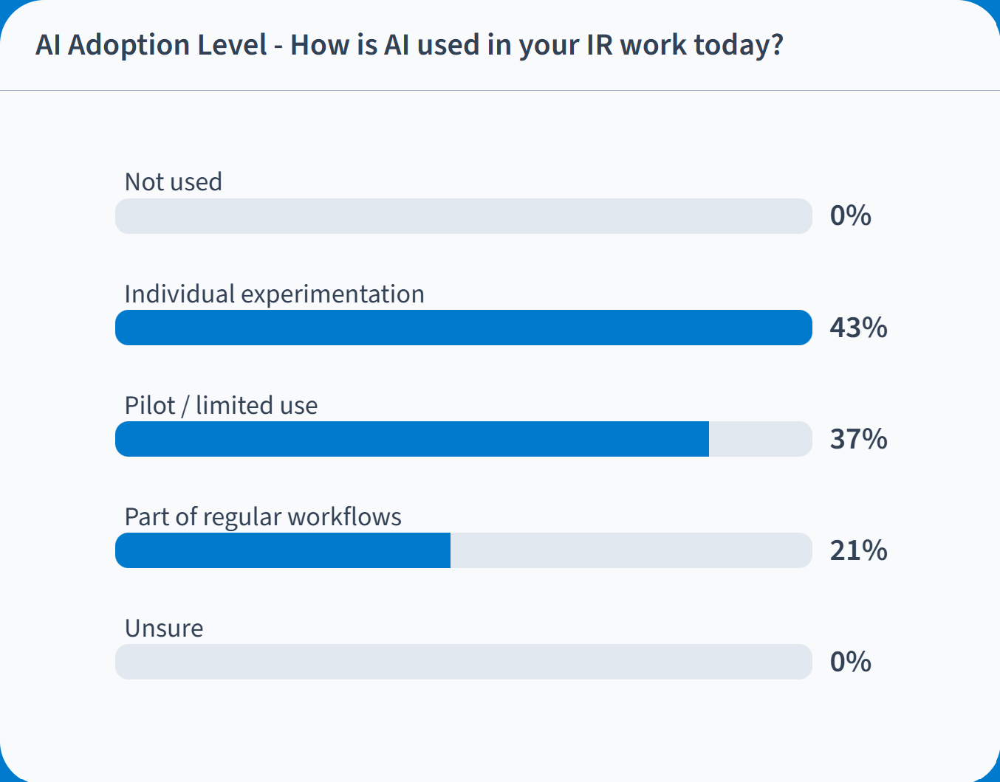 AI Adoption Level - How is AI used in your IR work today?
Not used
0%
Individual experimentation
43%
Pilot / limited use
37%
Part of regular workflows
21%
Unsure
0%